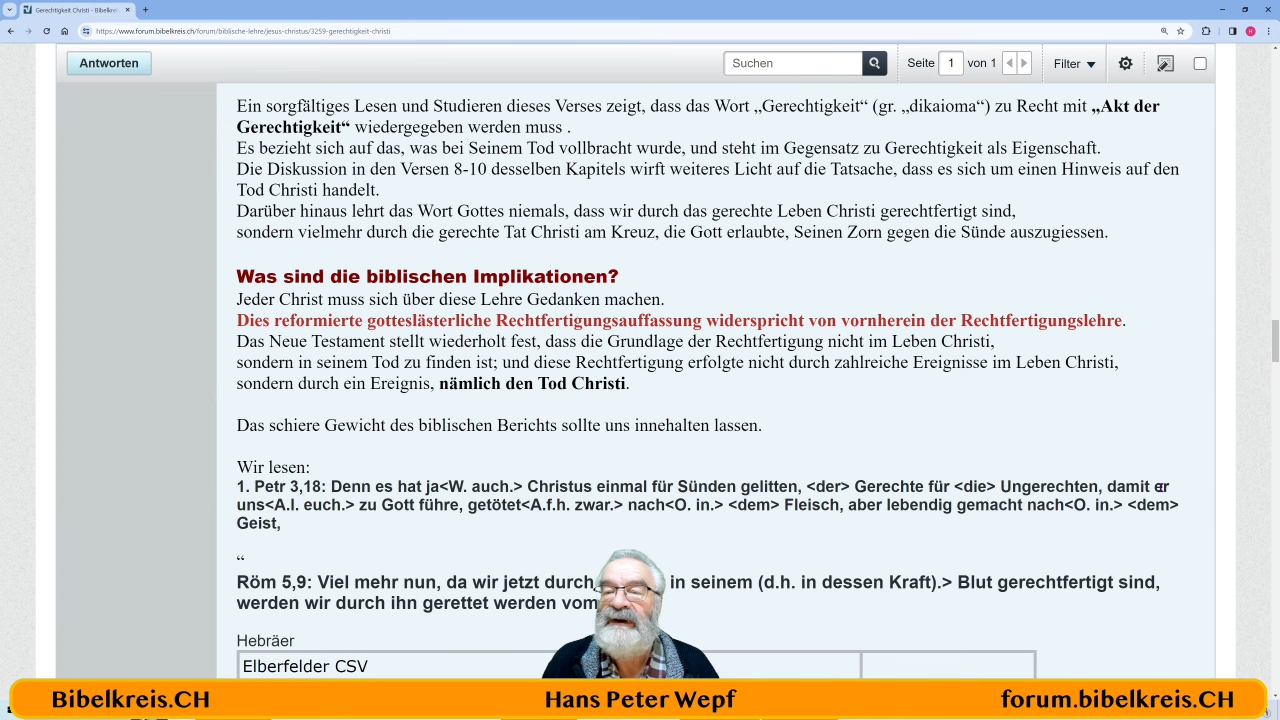 Gerechtigkeit Christi - Bibelkrei
https://www.forum.bibelkreis.ch/forum/biblische-lehre/jesus-christus/3259-gerechtigkeit-christi
Antworten
Suchen
Seite 1 von 1
Filter
Ein sorgfältiges Lesen und Studieren dieses Verses zeigt, dass das Wort „Gerechtigkeit“ (gr. „dikaioma“) zu Recht mit „Akt der
Gerechtigkeit“ wiedergegeben werden muss .
Es bezieht sich auf das, was bei Seinem Tod vollbracht wurde, und steht im Gegensatz zu Gerechtigkeit als Eigenschaft.
Die Diskussion in den Versen 8-10 desselben Kapitels wirft weiteres Licht auf die Tatsache, dass es sich um einen Hinweis auf den
Tod Christi handelt.
Darüber hinaus lehrt das Wort Gottes niemals, dass wir durch das gerechte Leben Christi gerechtfertigt sind,
sondern vielmehr durch die gerechte Tat Christi am Kreuz, die Gott erlaubte, Seinen Zorn gegen die Sünde auszugiessen.
Was sind die biblischen Implikationen?
Jeder Christ muss sich über diese Lehre Gedanken machen.
Dies reformierte gotteslästerliche Rechtfertigungsauffassung widerspricht von vornherein der Rechtfertigungslehre.
Das Neue Testament stellt wiederholt fest, dass die Grundlage der Rechtfertigung nicht im Leben Christi,
sondern in seinem Tod zu finden ist; und diese Rechtfertigung erfolgte nicht durch zahlreiche Ereignisse im Leben Christi,
sondern durch ein Ereignis, nämlich den Tod Christi.
Das schiere Gewicht des biblischen Berichts sollte uns innehalten lassen.
Wir lesen:
1. Petr 3,18: Denn es hat ja<W. auch.> Christus einmal für Sünden gelitten, <der> Gerechte für <die> Ungerechten, damit er
uns<A.l. euch.> zu Gott führe, getötet<A.f.h. zwar.> nach<O. in.> <dem> Fleisch, aber lebendig gemacht nach<O. in.> <dem>
Geist,
“
Röm 5,9: Viel mehr nun, da wir jetzt durch in seinem (d.h. in dessen Kraft).> Blut gerechtfertigt sind,
werden wir durch ihn gerettet werden vom
Hebräer
Elberfelder CSV
Bibelkreis.CH
Hans Peter Wepf
forum.bibelkreis.CH